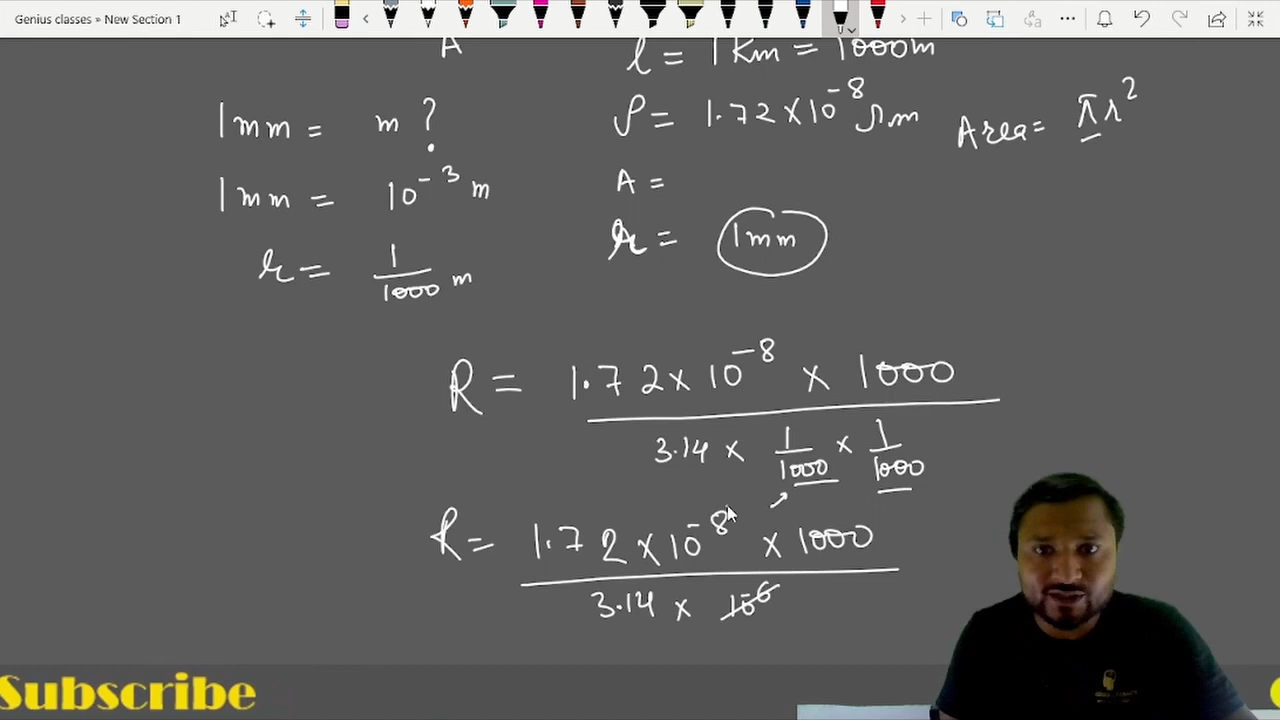 Genius classes » New Section 1
A
l = 1 Km = 1000m
1mm = m ?
ρ = 1.72 × 10⁻⁸ Ωm
Area = πr²
1mm = 10⁻³ m
A =
r = 1mm
r = 1/1000 m
R = 1.72 × 10⁻⁸ × 1000
3.14 × 1/1000 × 1/1000
R = 1.72 × 10⁻⁸ × 1000
3.14 × 10⁻⁶
Subscribe